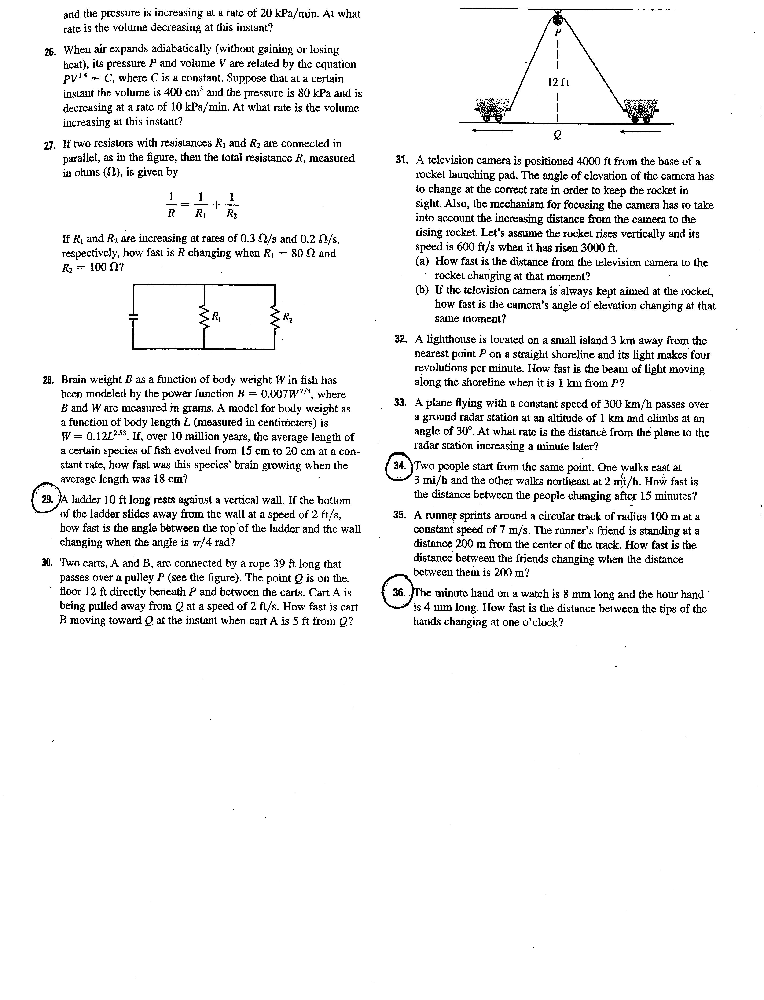 and the pressure is increasing at a rate of 20 kPa/min. At what
rate is the volume decreasing at this instant?
26. When air expands adiabatically (without gaining or losing
heat), its pressure P and volume V are related by the equation
PV^1.4 = C, where C is a constant. Suppose that at a certain
instant the volume is 400 cm³ and the pressure is 80 kPa and is
decreasing at a rate of 10 kPa/min. At what rate is the volume
increasing at this instant?
27. If two resistors with resistances R₁ and R₂ are connected in
parallel, as in the figure, then the total resistance R, measured
in ohms (Ω), is given by
1/R = 1/R₁ + 1/R₂
If R₁ and R₂ are increasing at rates of 0.3 Ω/s and 0.2 Ω/s,
respectively, how fast is R changing when R₁ = 80 Ω and
R₂ = 100 Ω?
R₁
R₂
28. Brain weight B as a function of body weight W in fish has
been modeled by the power function B = 0.007W^2/3, where
B and W are measured in grams. A model for body weight as
a function of body length L (measured in centimeters) is
W = 0.12L^2.53. If, over 10 million years, the average length of
a certain species of fish evolved from 15 cm to 20 cm at a con-
stant rate, how fast was this species' brain growing when the
average length was 18 cm?
29. A ladder 10 ft long rests against a vertical wall. If the bottom
of the ladder slides away from the wall at a speed of 2 ft/s,
how fast is the angle between the top of the ladder and the wall
changing when the angle is π/4 rad?
30. Two carts, A and B, are connected by a rope 39 ft long that
passes over a pulley P (see the figure). The point Q is on the
floor 12 ft directly beneath P and between the carts. Cart A is
being pulled away from Q at a speed of 2 ft/s. How fast is cart
B moving toward Q at the instant when cart A is 5 ft from Q?
P
12 ft
A
B
Q
31. A television camera is positioned 4000 ft from the base of a
rocket launching pad. The angle of elevation of the camera has
to change at the correct rate in order to keep the rocket in
sight. Also, the mechanism for focusing the camera has to take
into account the increasing distance from the camera to the
rising rocket. Let's assume the rocket rises vertically and its
speed is 600 ft/s when it has risen 3000 ft.
(a) How fast is the distance from the television camera to the
rocket changing at that moment?
(b) If the television camera is always kept aimed at the rocket,
how fast is the camera's angle of elevation changing at that
same moment?
32. A lighthouse is located on a small island 3 km away from the
nearest point P on a straight shoreline and its light makes four
revolutions per minute. How fast is the beam of light moving
along the shoreline when it is 1 km from P?
33. A plane flying with a constant speed of 300 km/h passes over
a ground radar station at an altitude of 1 km and climbs at an
angle of 30°. At what rate is the distance from the plane to the
radar station increasing a minute later?
34. Two people start from the same point. One walks east at
3 mi/h and the other walks northeast at 2 mi/h. How fast is
the distance between the people changing after 15 minutes?
35. A runner sprints around a circular track of radius 100 m at a
constant speed of 7 m/s. The runner's friend is standing at a
distance 200 m from the center of the track. How fast is the
distance between the friends changing when the distance
between them is 200 m?
36. The minute hand on a watch is 8 mm long and the hour hand
is 4 mm long. How fast is the distance between the tips of the
hands changing at one o'clock?